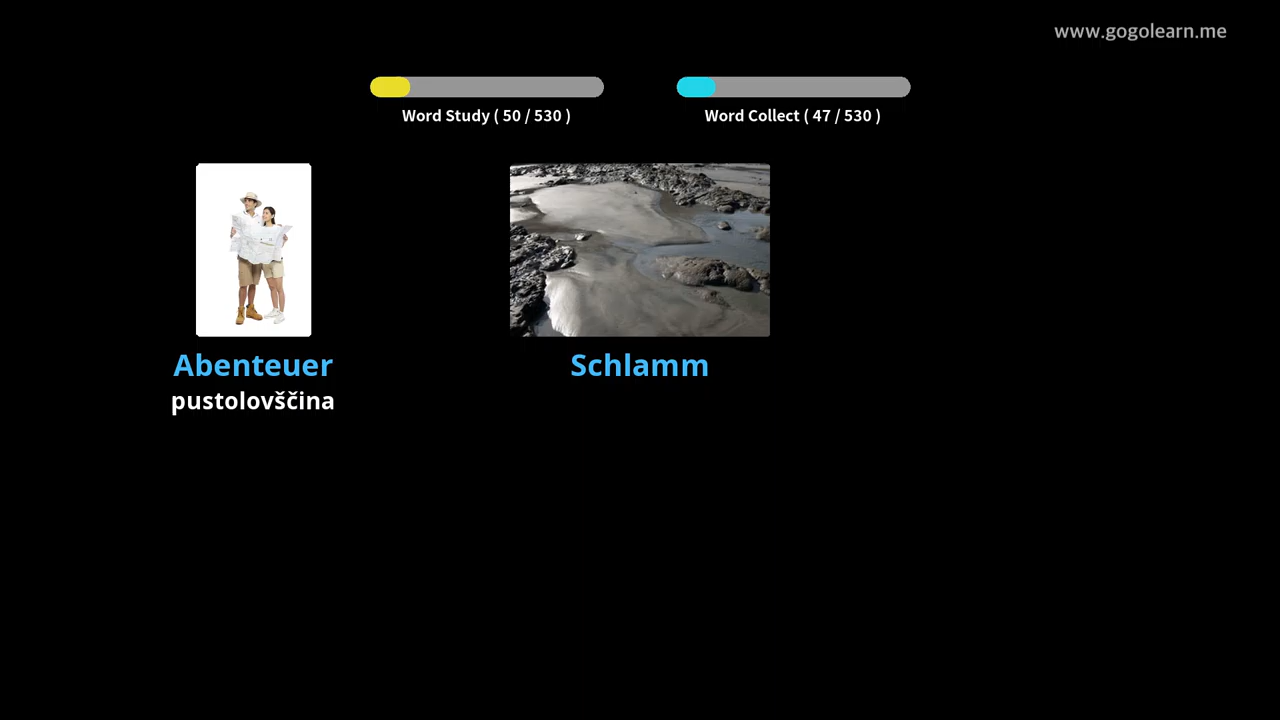 www.gogolearn.me
Word Study ( 50 / 530 )
Word Collect ( 47 / 530 )
Abenteuer
pustolovščina
Schlamm